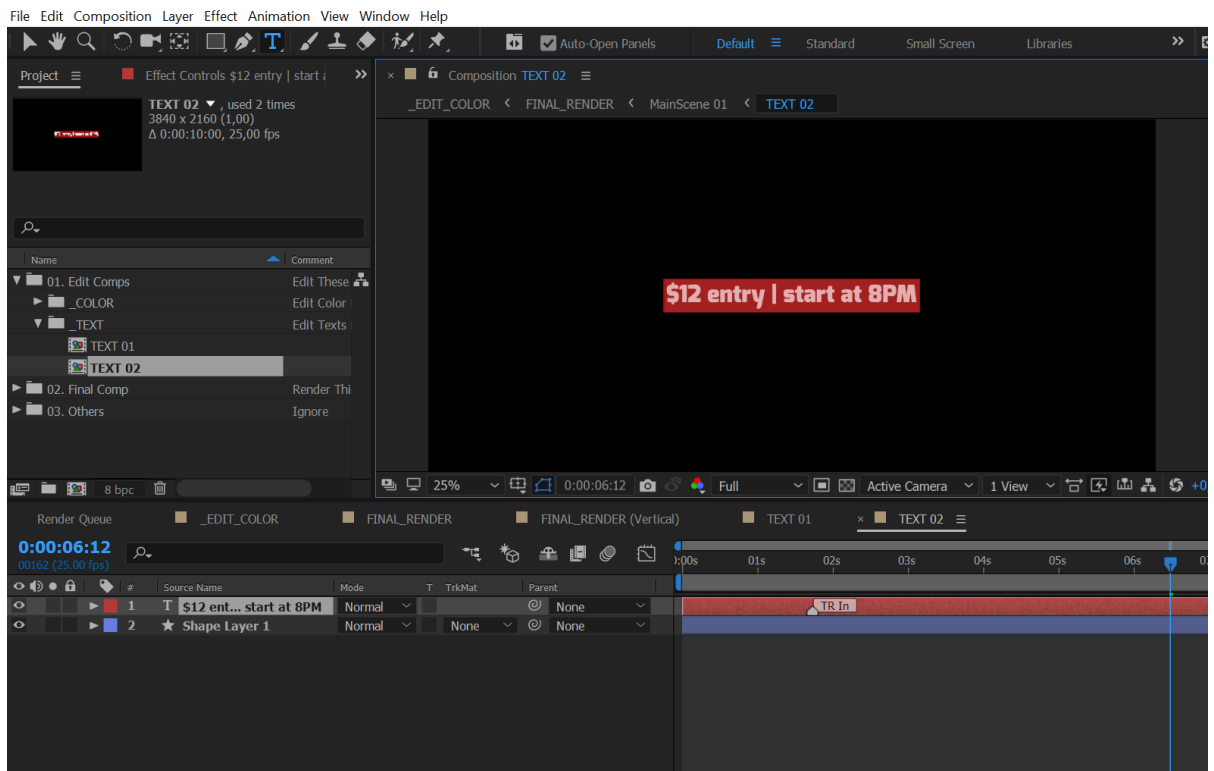 File Edit Composition Layer Effect Animation View Window Help
Auto-Open Panels Default Standard Small Screen Libraries
Project Effect Controls $12 entry | start
TEXT 02 , used 2 times
3840 x 2160 (1,00)
Δ 0:00:10:00, 25,00 fps
Composition TEXT 02
_EDIT_COLOR FINAL_RENDER MainScene 01 TEXT 02
$12 entry | start at 8PM
Name Comment
01. Edit Comps Edit These
_COLOR Edit Color
_TEXT Edit Texts
TEXT 01
TEXT 02
02. Final Comp Render Thi
03. Others Ignore
8 bpc
25% 0:00:06:12 Full Active Camera 1 View +0
Render Queue _EDIT_COLOR FINAL_RENDER FINAL_RENDER (Vertical) TEXT 01 TEXT 02
0:00:06:12
00162 (25.00 fps)
):00s 01s 02s 03s 04s 05s 06s 07
# Source Name Mode T TrkMat Parent
1 T $12 ent... start at 8PM Normal None TR In
2 Shape Layer 1 Normal None None